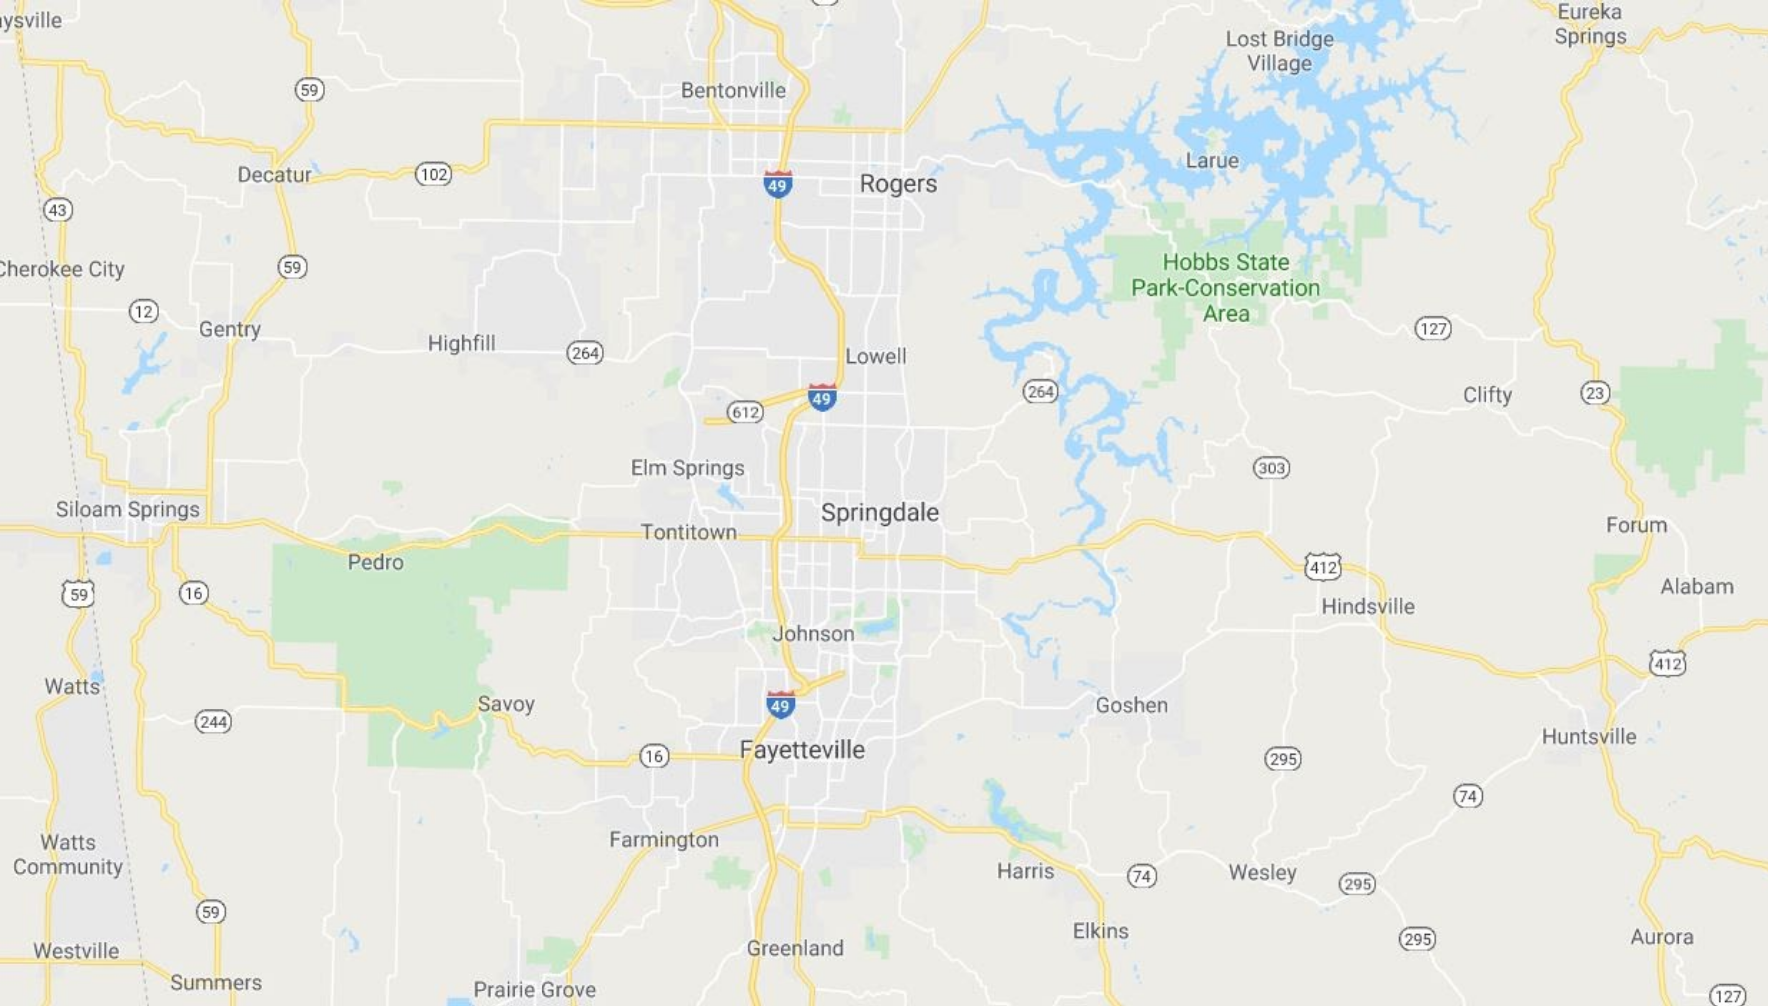 aysville
Eureka
Springs
Lost Bridge
Village
Bentonville
59
Larue
Decatur
102
49
Rogers
43
59
Cherokee City
Hobbs State
Park-Conservation
Area
12
Gentry
Highfill
264
Lowell
127
612
49
264
Clifty
23
Elm Springs
303
Siloam Springs
Springdale
Tontitown
Forum
Pedro
59
16
412
Hindsville
Alabam
Johnson
412
Watts
244
Savoy
49
Goshen
Fayetteville
16
295
Huntsville
74
Watts
Community
Farmington
Harris
74
Wesley
295
59
Elkins
295
Westville
Greenland
Aurora
Summers
Prairie Grove
127